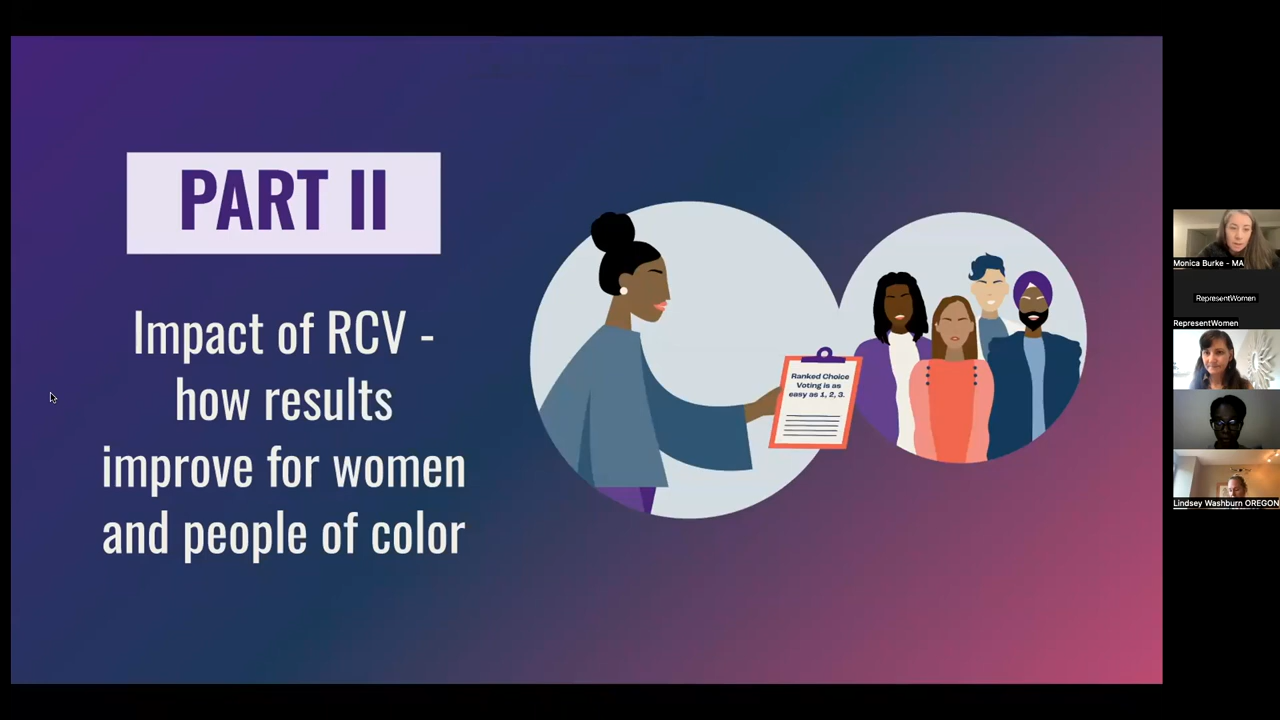 PART II
Impact of RCV -
how results
improve for women
and people of color
Ranked Choice
Voting is as
easy as 1, 2, 3.
Monica Burke - MA
RepresentWomen
RepresentWomen
Lindsey Washburn OREGON